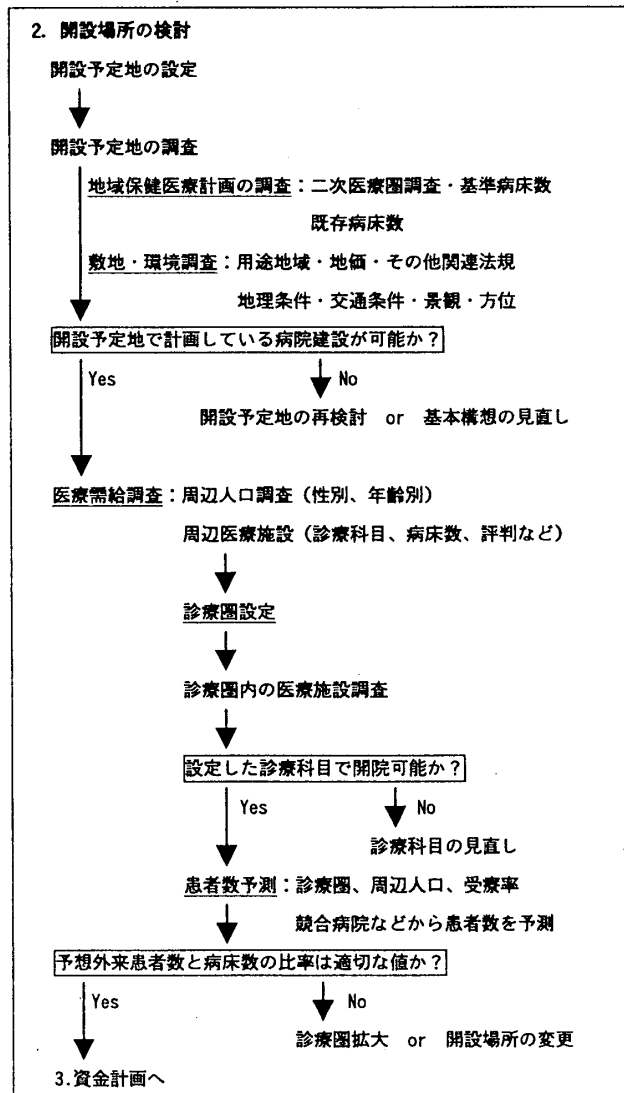 2. 開設場所の検討
開設予定地の設定
開設予定地の調査
地域保健医療計画の調査：二次医療圏調査・基準病床数
既存病床数
敷地・環境調査：用途地域・地価・その他関連法規
地理条件・交通条件・景観・方位
開設予定地で計画している病院建設が可能か？
Yes No
開設予定地の再検討 or 基本構想の見直し
医療需給調査：周辺人口調査（性別、年齢別）
周辺医療施設（診療科目、病床数、評判など）
診療圏設定
診療圏内の医療施設調査
設定した診療科目で開院可能か？
Yes No
診療科目の見直し
患者数予測：診療圏、周辺人口、受療率
競合病院などから患者数を予測
予想外来患者数と病床数の比率は適切な値か？
Yes No
診療圏拡大 or 開設場所の変更
3.資金計画へ